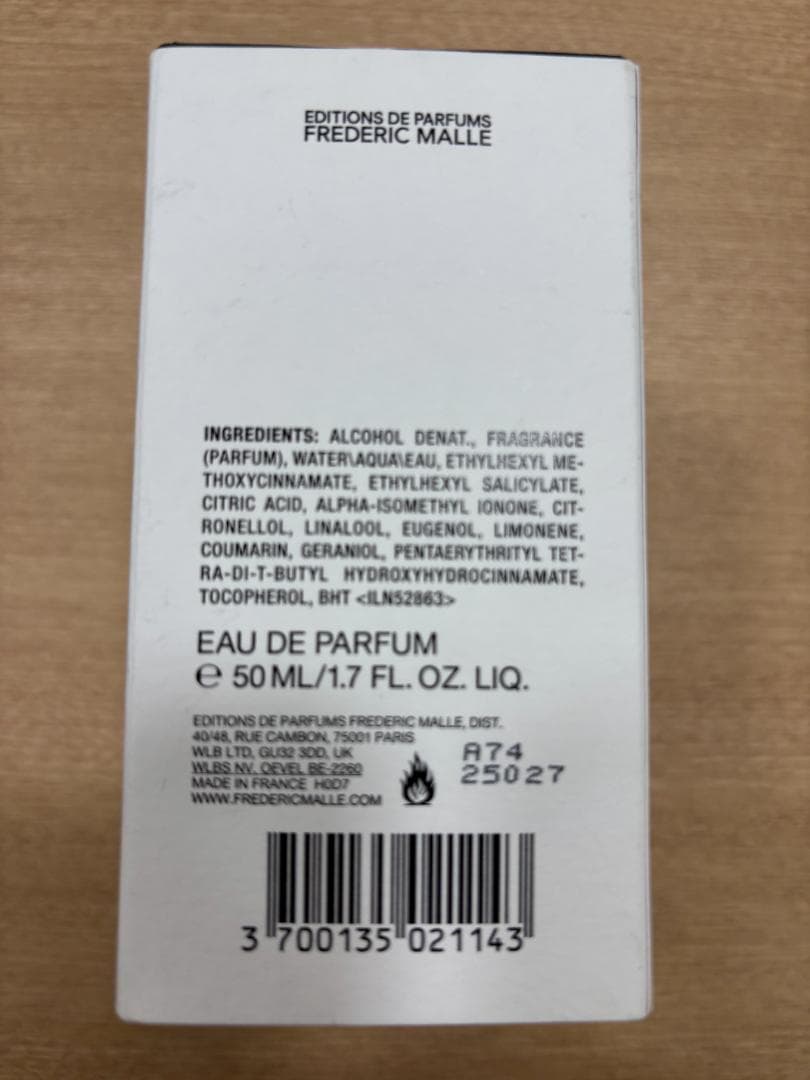 EDITIONS DE PARFUMS
FREDERIC MALLE
INGREDIENTS: ALCOHOL DENAT., FRAGRANCE
(PARFUM), WATER\AQUA\EAU, ETHYLHEXYL ME-
THOXYCINNAMATE, ETHYLHEXYL SALICYLATE,
CITRIC ACID, ALPHA-ISOMETHYL IONONE, CIT-
RONELLOL, LINALOOL, EUGENOL, LIMONENE,
COUMARIN, GERANIOL, PENTAERYTHRITYL TET-
RA-DI-T-BUTYL HYDROXYHYDROCINNAMATE,
TOCOPHEROL, BHT <ILN52863>
EAU DE PARFUM
℮ 50 ML/1.7 FL. OZ. LIQ.
EDITIONS DE PARFUMS FREDERIC MALLE, DIST.
40/48, RUE CAMBON, 75001 PARIS
WLB LTD, GU32 3DD, UK
WLBS NV, OEVEL BE-2260
MADE IN FRANCE H0D7
WWW.FREDERICMALLE.COM
A74
25027
3 700135 021143